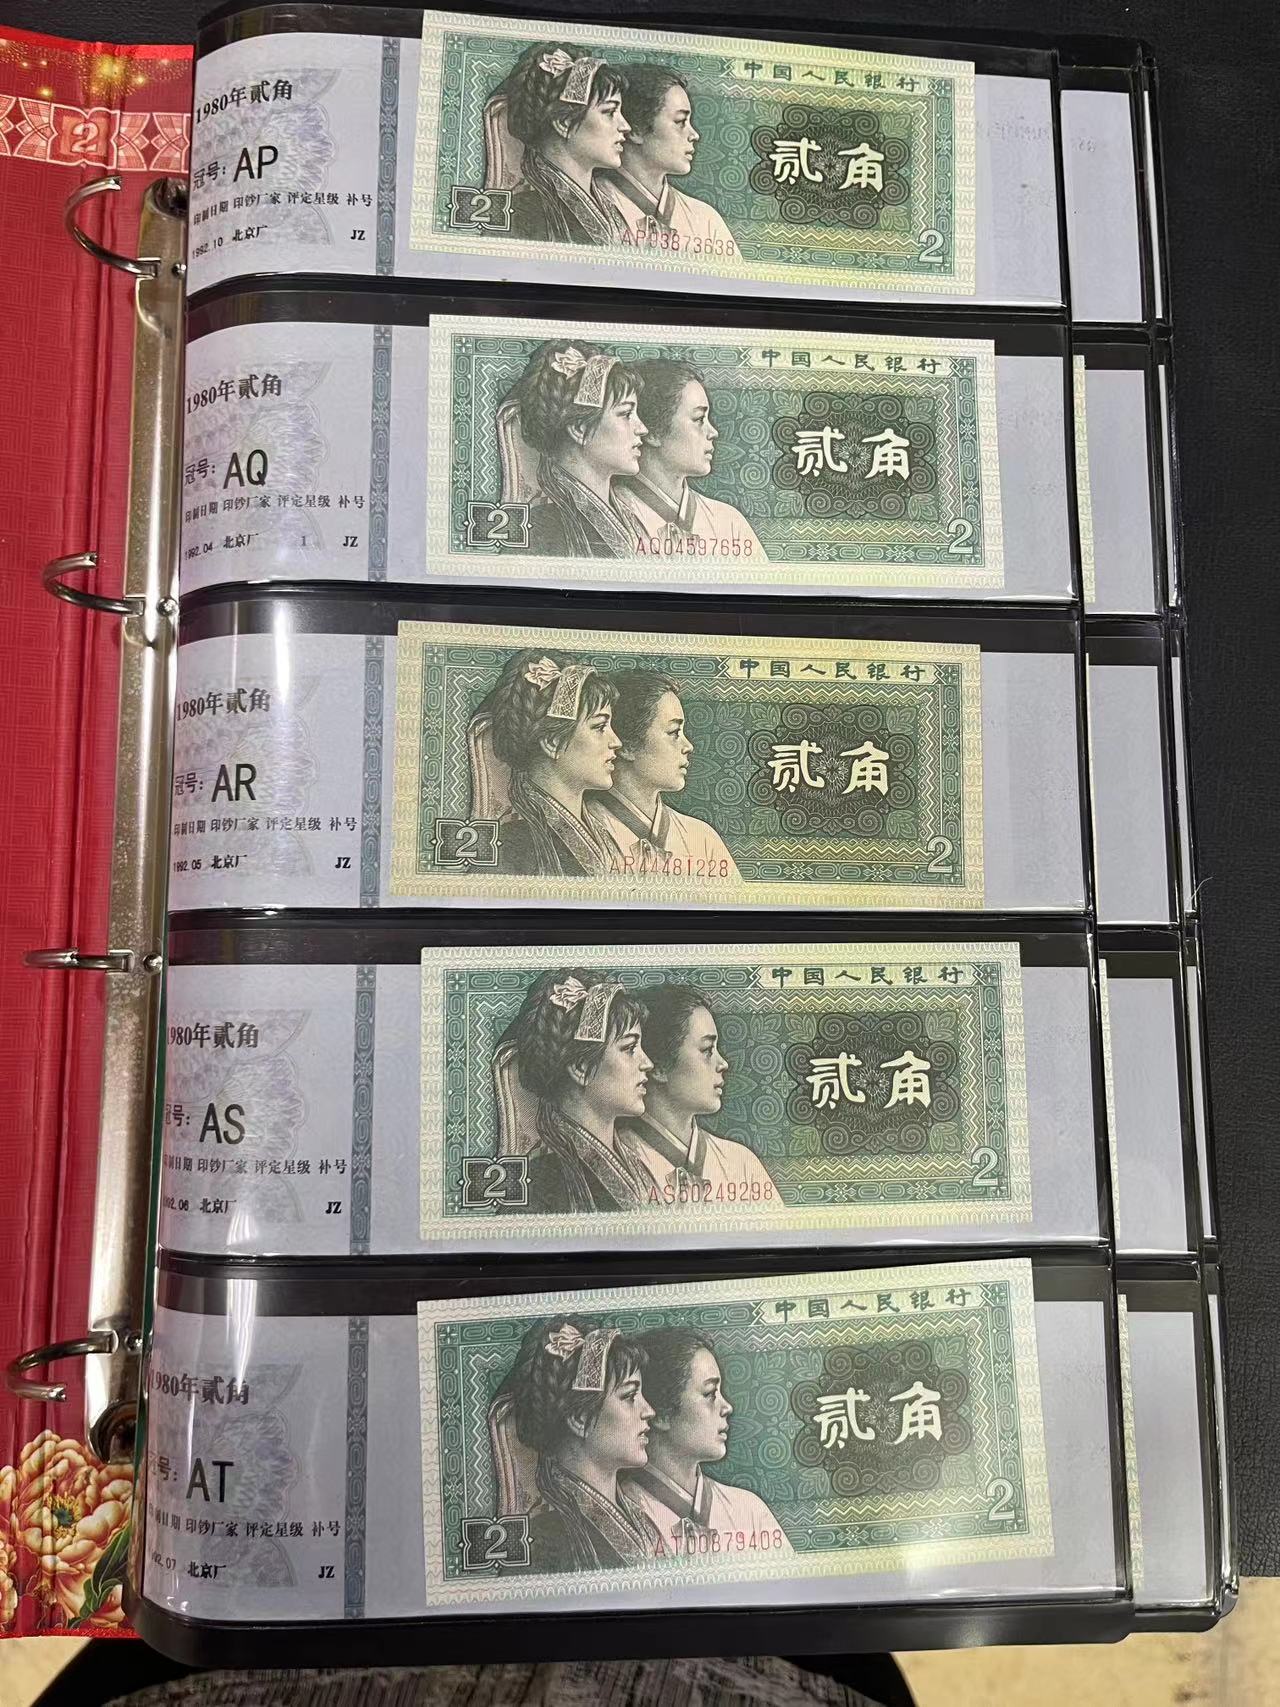 2
1980年贰角
冠号: AP
印制日期 印钞厂家 评定星级 补号
1992.10 北京厂 JZ
中国人民银行
贰角
2
AP93873638
2
1980年贰角
冠号: AQ
印制日期 印钞厂家 评定星级 补号
1992.04 北京厂 1 JZ
中国人民银行
贰角
2
AQ04597658
2
1980年贰角
冠号: AR
印制日期 印钞厂家 评定星级 补号
1992.05 北京厂 JZ
中国人民银行
贰角
2
AR44481228
2
1980年贰角
冠号: AS
印制日期 印钞厂家 评定星级 补号
992.06 北京厂 JZ
中国人民银行
贰角
2
AS50249298
2
1980年贰角
冠号: AT
印制日期 印钞厂家 评定星级 补号
992.07 北京厂 JZ
中国人民银行
贰角
2
AT00879408
2